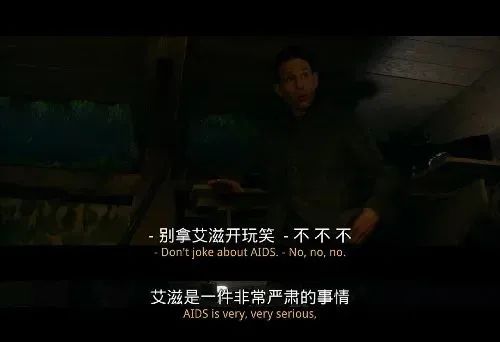 - 别拿艾滋开玩笑 - 不 不 不
- Don't joke about AIDS. - No, no, no.
艾滋是一件非常严肃的事情
AIDS is very, very serious,